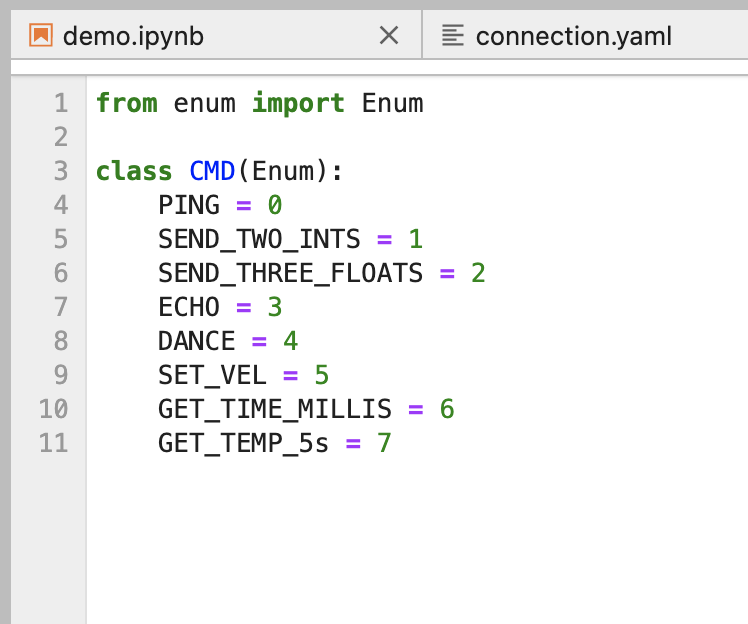 demo.ipynb
connection.yaml
1 from enum import Enum
2
3 class CMD(Enum):
4     PING = 0
5     SEND_TWO_INTS = 1
6     SEND_THREE_FLOATS = 2
7     ECHO = 3
8     DANCE = 4
9     SET_VEL = 5
10     GET_TIME_MILLIS = 6
11     GET_TEMP_5s = 7